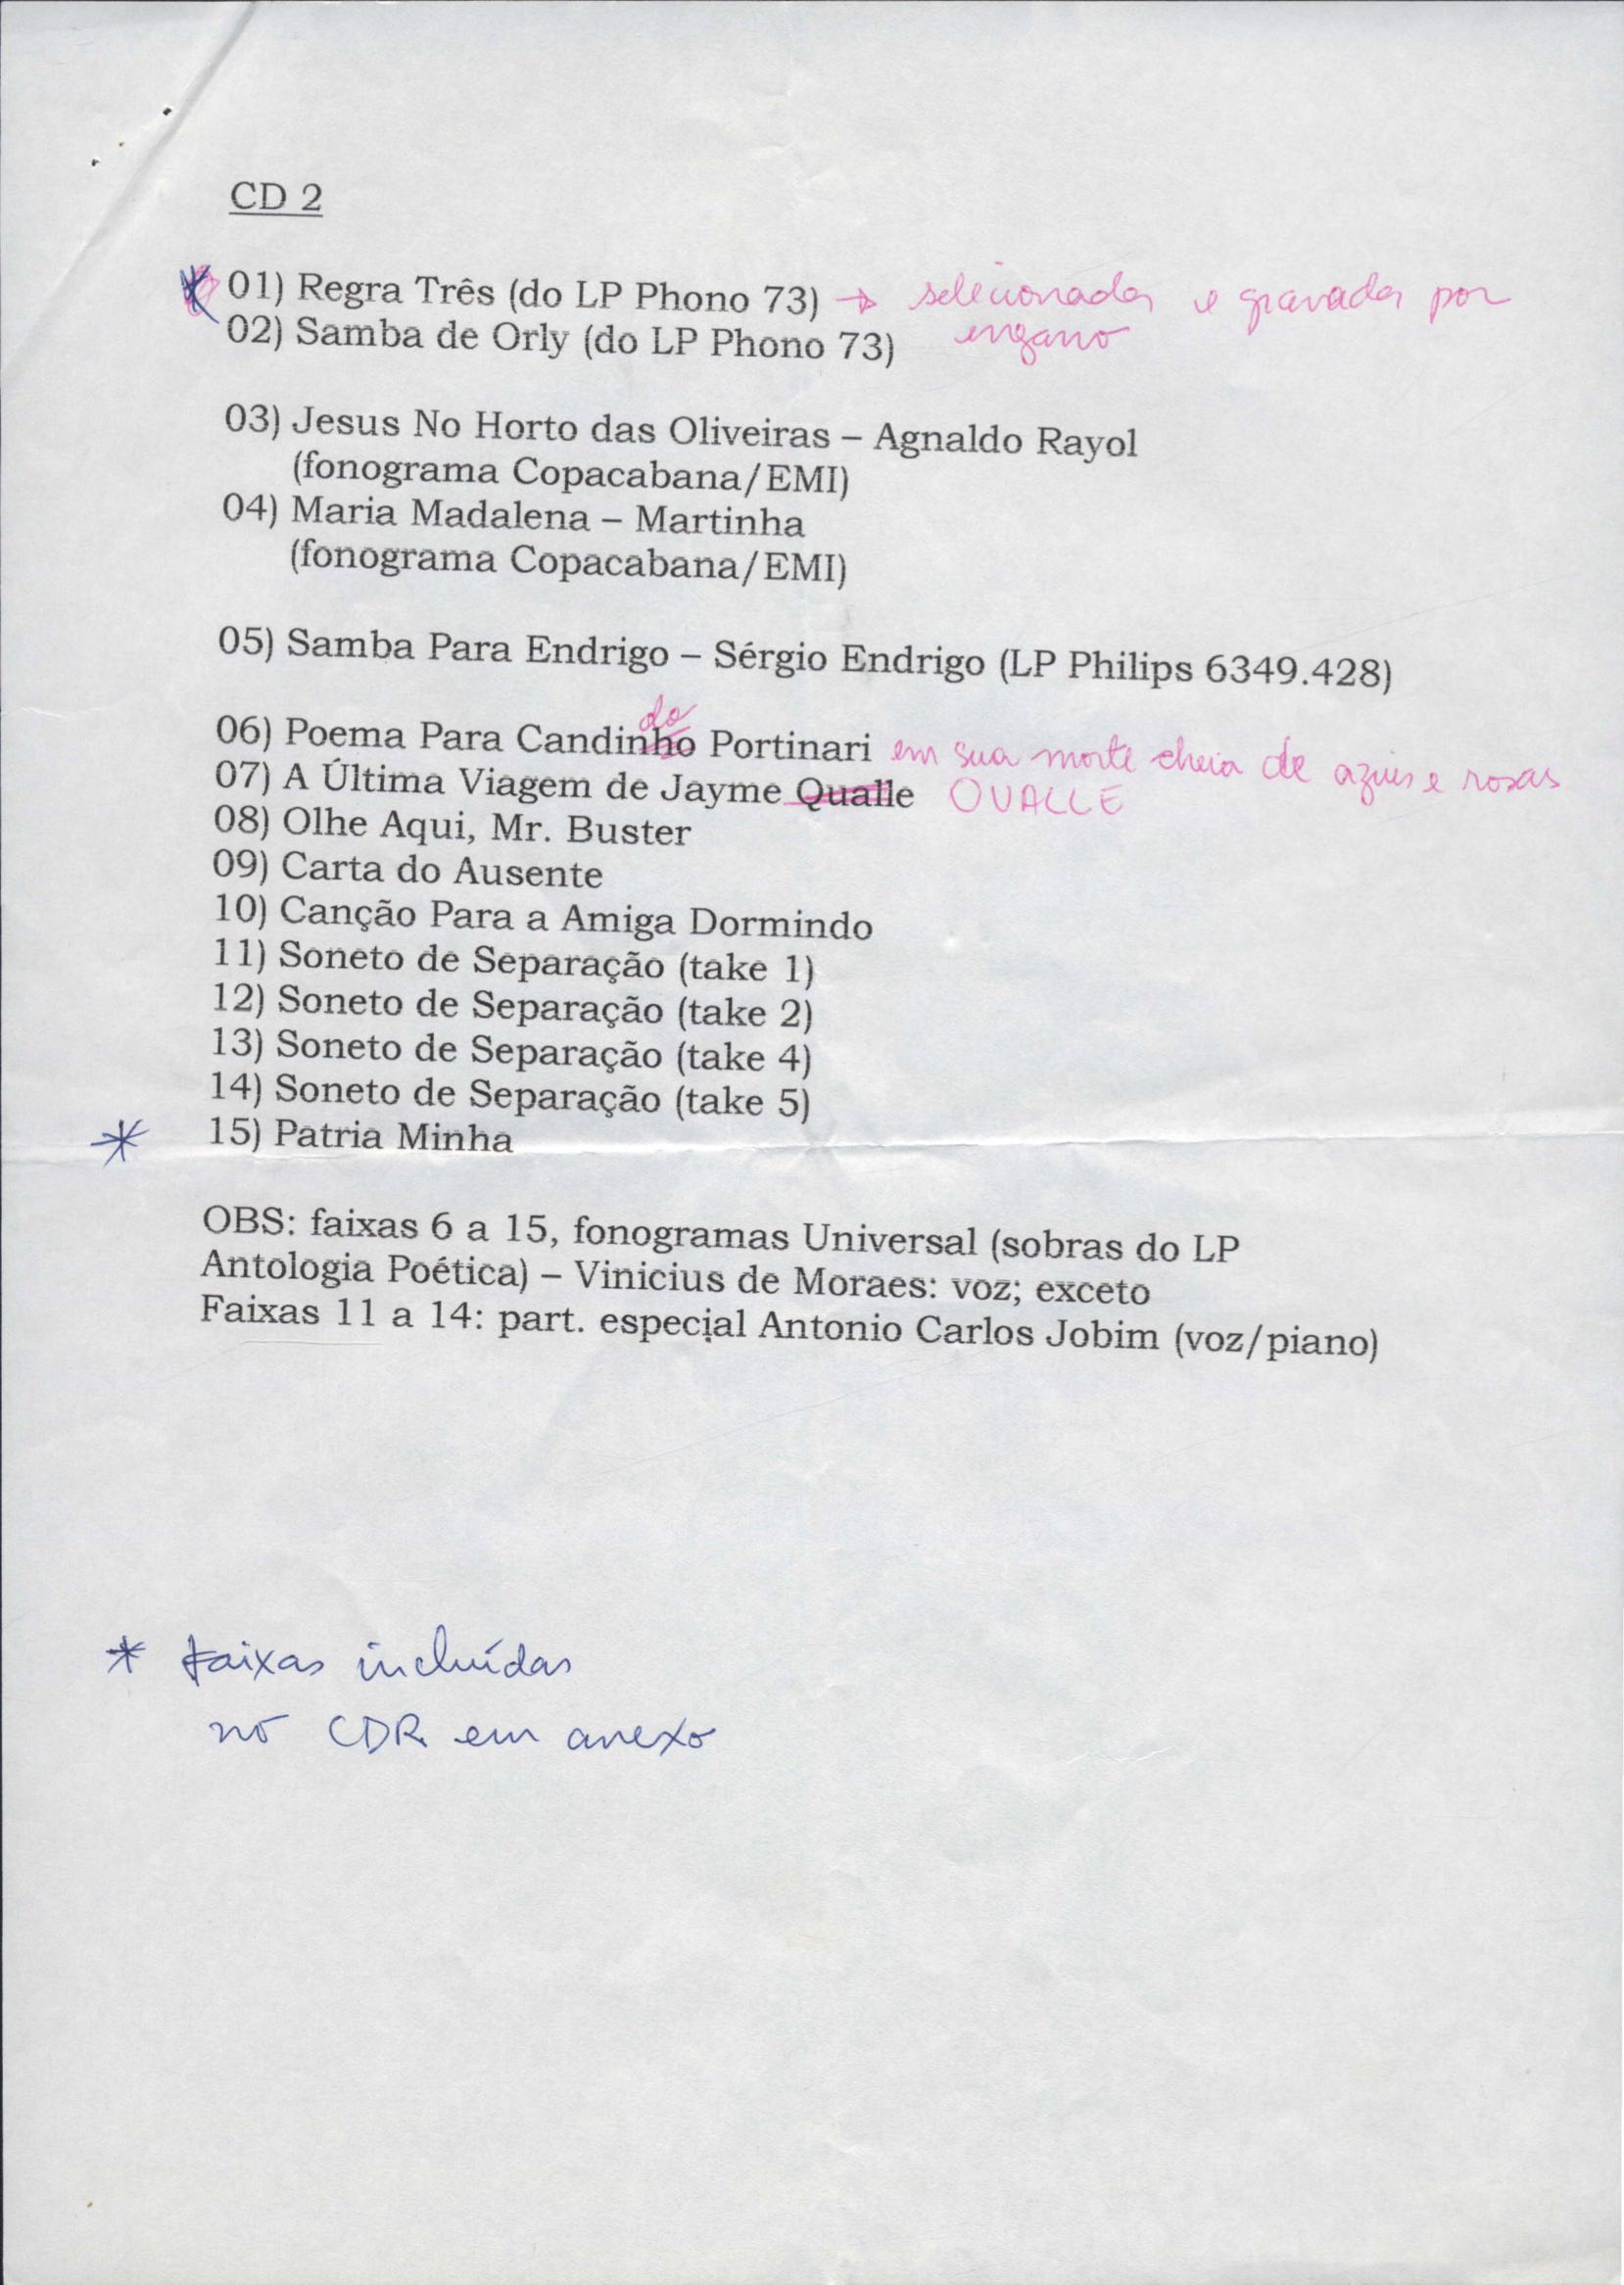 CD 2
* 01) Regra Três (do LP Phono 73) → selecionada e gravada por
engano
02) Samba de Orly (do LP Phono 73)
03) Jesus No Horto das Oliveiras – Agnaldo Rayol
(fonograma Copacabana/EMI)
04) Maria Madalena – Martinha
(fonograma Copacabana/EMI)
05) Samba Para Endrigo – Sérgio Endrigo (LP Philips 6349.428)
do
06) Poema Para Candinho Portinari em sua morte cheia de azuis e rosas
07) A Última Viagem de Jayme Qualle OVALLE
08) Olhe Aqui, Mr. Buster
09) Carta do Ausente
10) Canção Para a Amiga Dormindo
11) Soneto de Separação (take 1)
12) Soneto de Separação (take 2)
13) Soneto de Separação (take 4)
14) Soneto de Separação (take 5)
* 15) Patria Minha
OBS: faixas 6 a 15, fonogramas Universal (sobras do LP
Antologia Poética) – Vinicius de Moraes: voz; exceto
Faixas 11 a 14: part. especial Antonio Carlos Jobim (voz/piano)
* faixas incluídas
no CDR em anexo